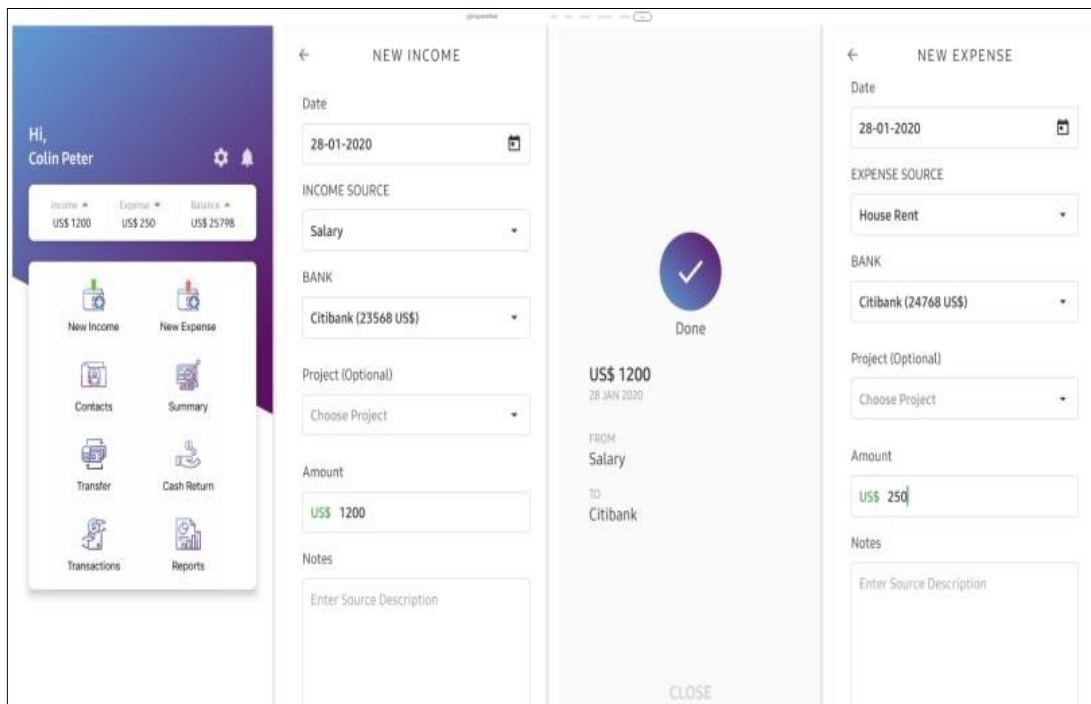 Hi,
Colin Peter
Income Expense Balance
US$ 1200 US$ 250 US$ 25798
New Income New Expense
Contacts Summary
Transfer Cash Return
Transactions Reports
NEW INCOME
Date
28-01-2020
INCOME SOURCE
Salary
BANK
Citibank (23568 US$)
Project (Optional)
Choose Project
Amount
US$ 1200
Notes
Enter Source Description
Done
US$ 1200
28 JAN 2020
FROM
Salary
TO
Citibank
CLOSE
NEW EXPENSE
Date
28-01-2020
EXPENSE SOURCE
House Rent
BANK
Citibank (24768 US$)
Project (Optional)
Choose Project
Amount
US$ 250
Notes
Enter Source Description